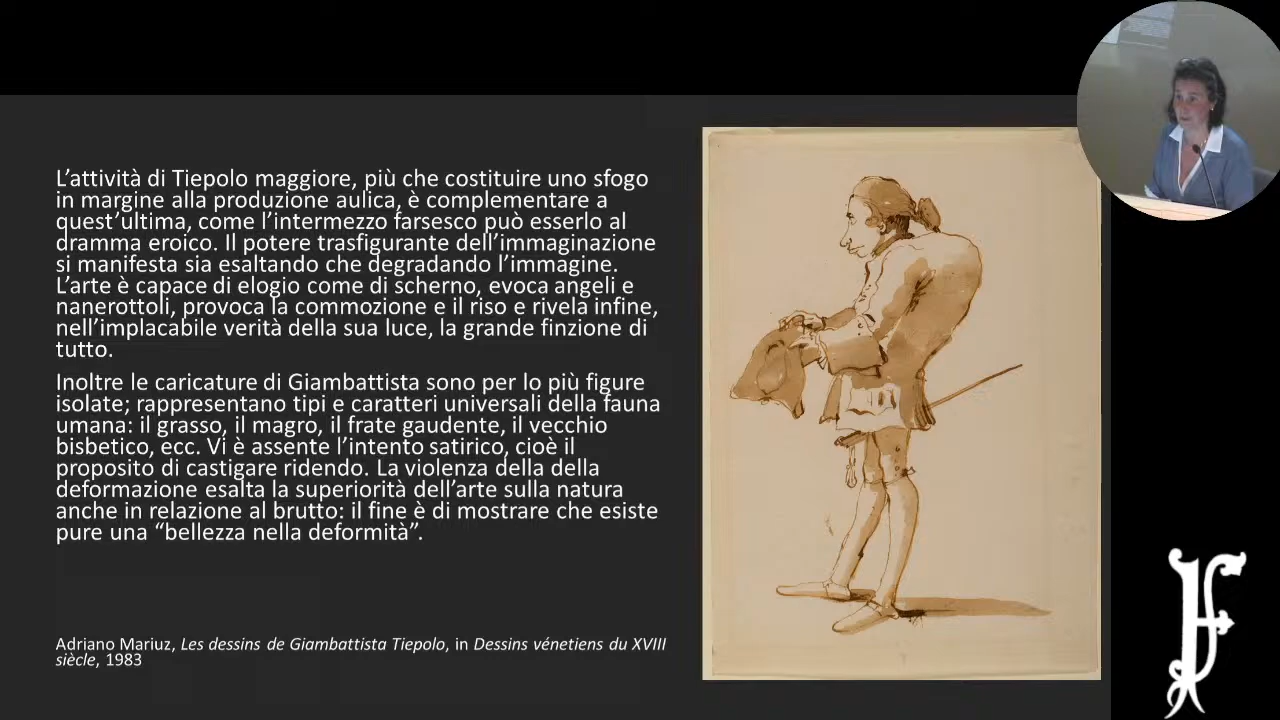 L’attività di Tiepolo maggiore, più che costituire uno sfogo
in margine alla produzione aulica, è complementare a
quest’ultima, come l’intermezzo farsesco può esserlo al
dramma eroico. Il potere trasfigurante dell’immaginazione
si manifesta sia esaltando che degradando l’immagine.
L’arte è capace di elogio come di scherno, evoca angeli e
nanerottoli, provoca la commozione e il riso e rivela infine,
nell’implacabile verità della sua luce, la grande finzione di
tutto.
Inoltre le caricature di Giambattista sono per lo più figure
isolate; rappresentano tipi e caratteri universali della fauna
umana: il grasso, il magro, il frate gaudente, il vecchio
bisbetico, ecc. Vi è assente l’intento satirico, cioè il
proposito di castigare ridendo. La violenza della della
deformazione esalta la superiorità dell’arte sulla natura
anche in relazione al brutto: il fine è di mostrare che esiste
pure una “bellezza nella deformità”.
Adriano Mariuz, Les dessins de Giambattista Tiepolo, in Dessins vénetiens du XVIII
siècle, 1983